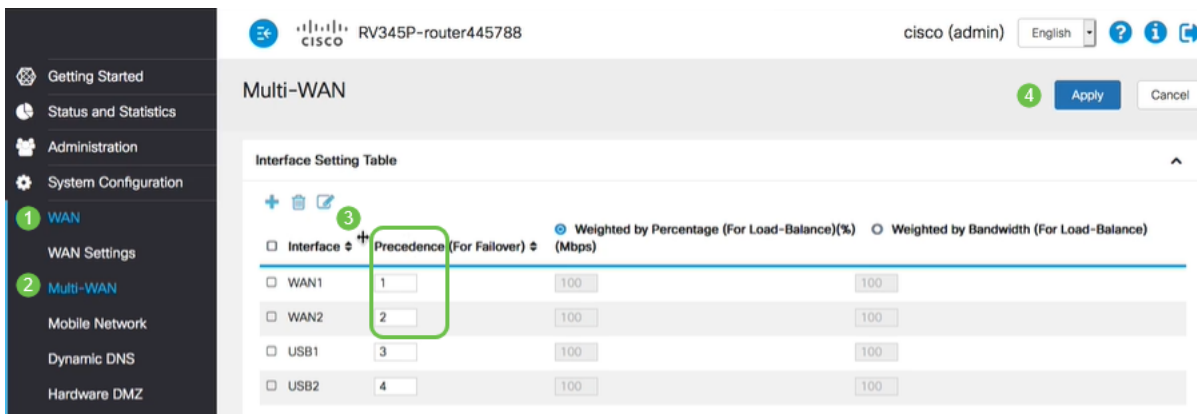 cisco RV345P-router445788 cisco (admin) English ? i
Getting Started
Status and Statistics
Administration
System Configuration
1 WAN
WAN Settings
2 Multi-WAN
Mobile Network
Dynamic DNS
Hardware DMZ
Multi-WAN 4 Apply Cancel
Interface Setting Table
3
Interface Precedence (For Failover) Weighted by Percentage (For Load-Balance)(%) Weighted by Bandwidth (For Load-Balance)
(Mbps)
WAN1 1 100 100
WAN2 2 100 100
USB1 3 100 100
USB2 4 100 100